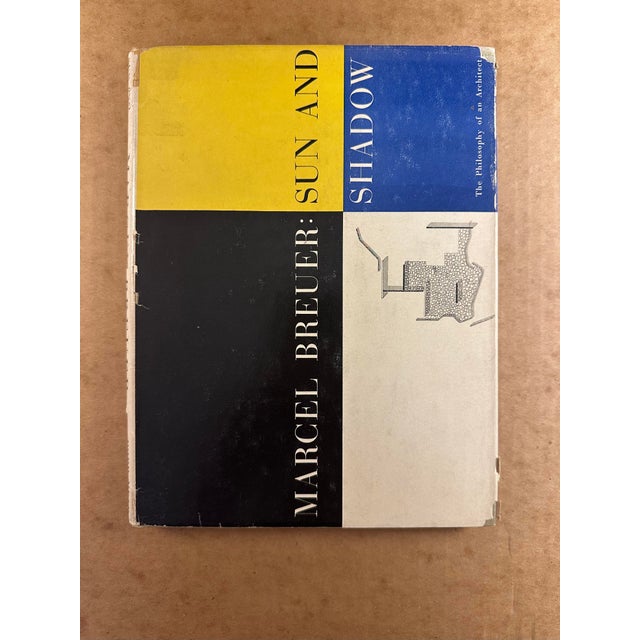 MARCEL BREUER: SUN AND
SHADOW
The Philosophy of an Architect